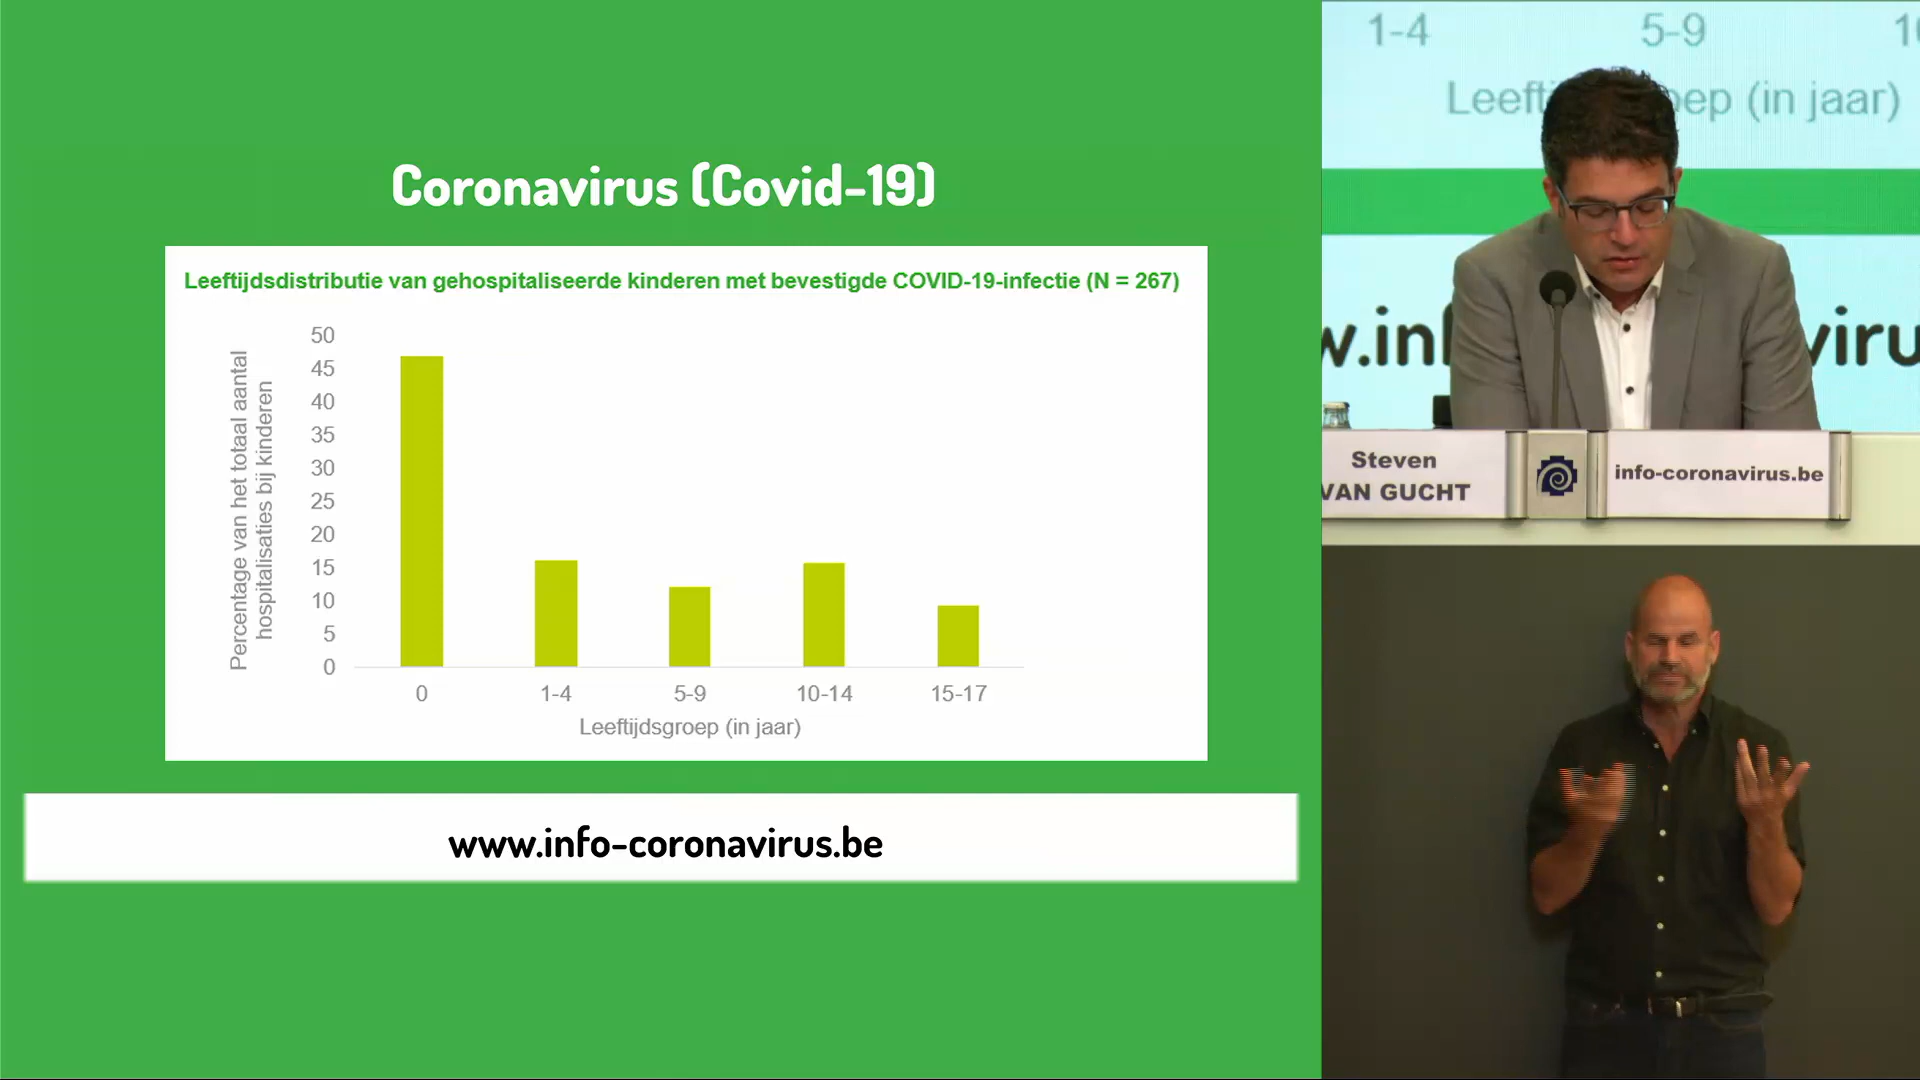 Coronavirus (Covid-19)
Leeftijdsdistributie van gehospitaliseerde kinderen met bevestigde COVID-19-infectie (N = 267)
Percentage van het totaal aantal
hospitalisaties bij kinderen
50
45
40
35
30
25
20
15
10
5
0
0 1-4 5-9 10-14 15-17
Leeftijdsgroep (in jaar)
www.info-coronavirus.be
1-4 5-9
(in jaar)
Steven
VAN GUCHT
info-coronavirus.be